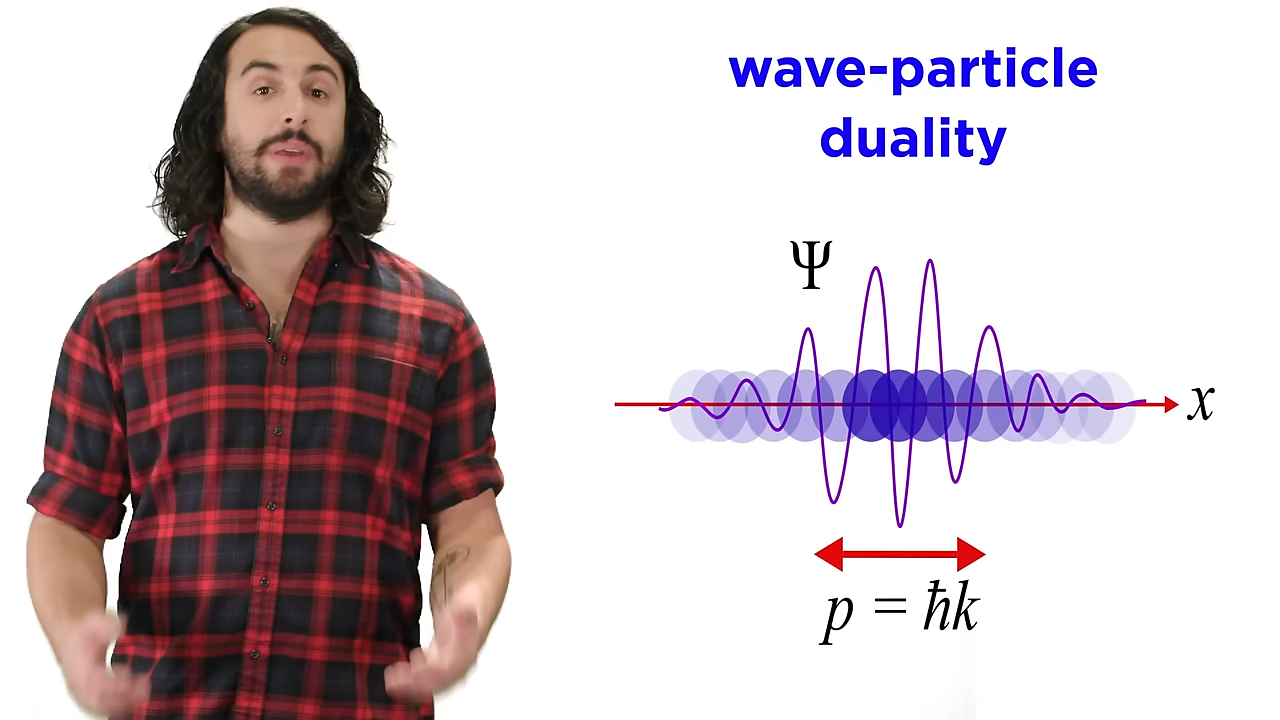 wave-particle
duality
Ψ
x
p = ħk